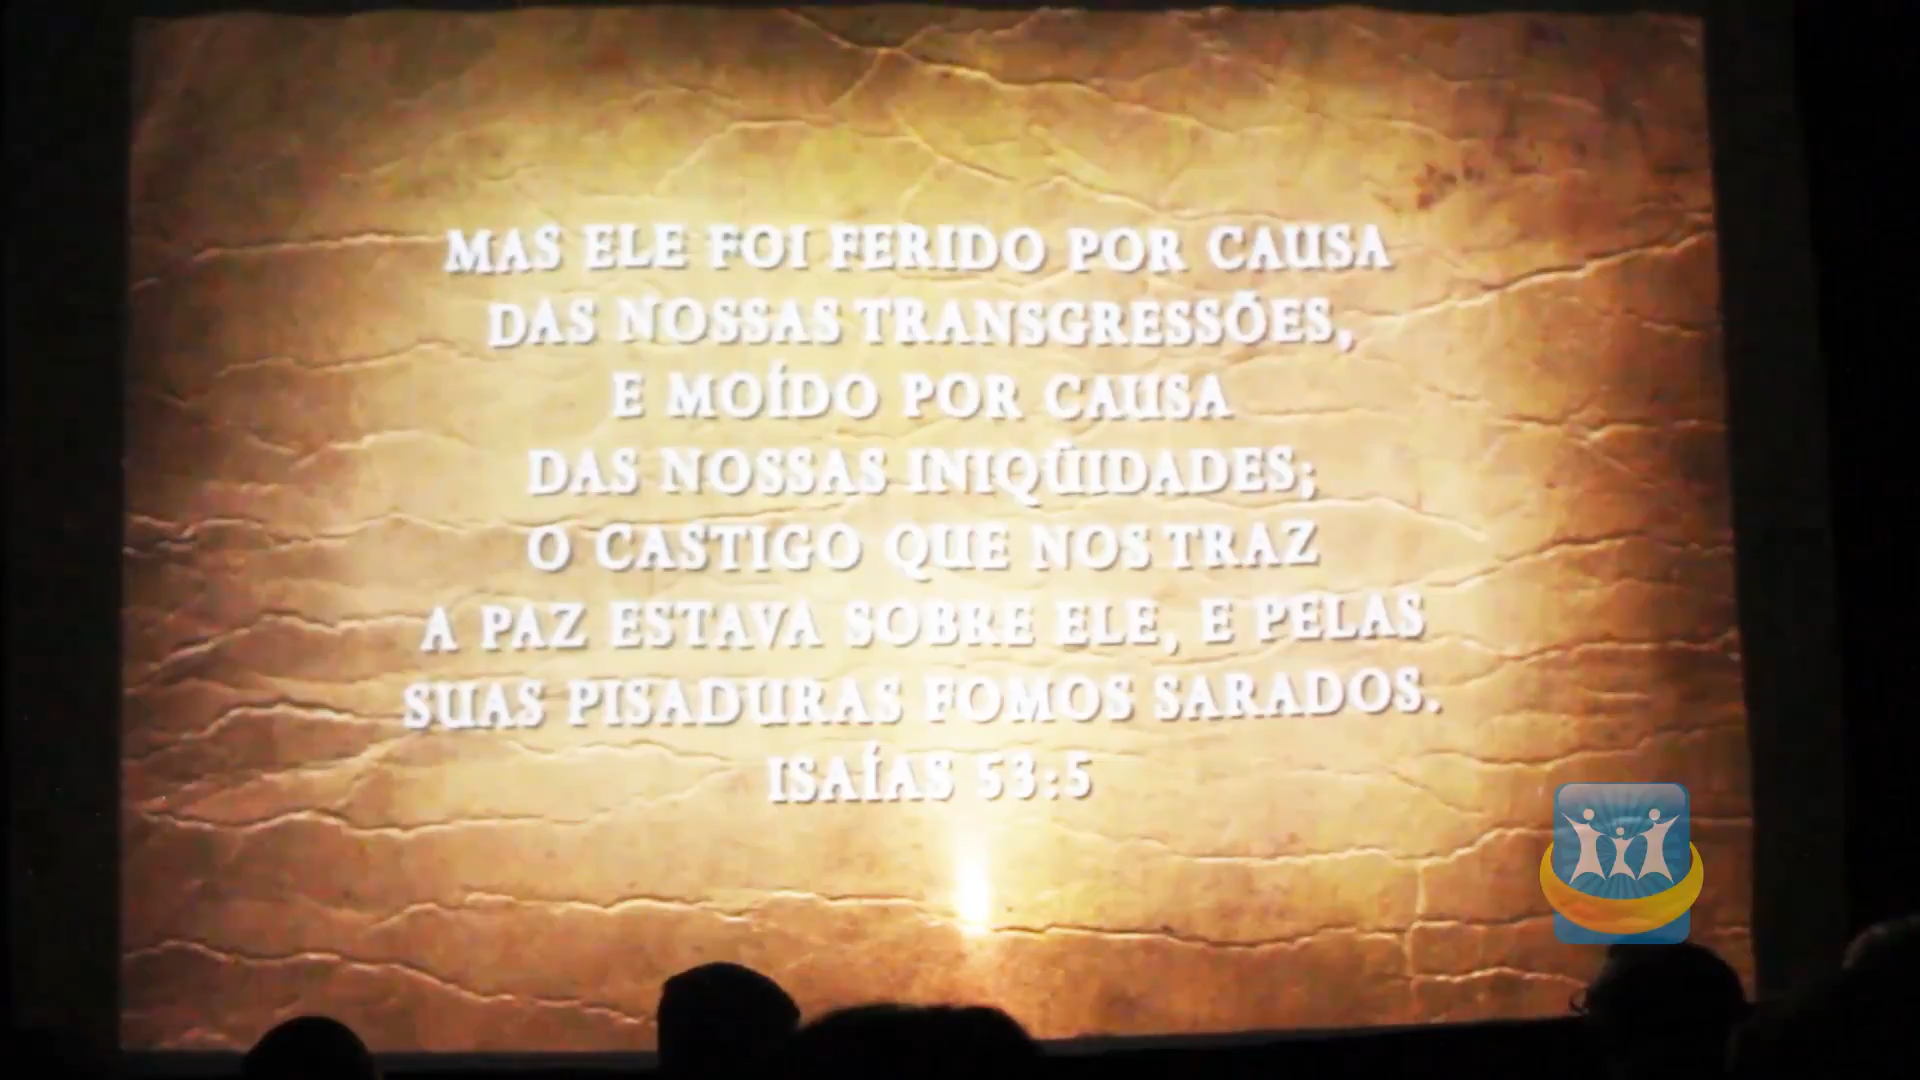 MAS ELE FOI FERIDO POR CAUSA
DAS NOSSAS TRANSGRESSÕES,
E MOÍDO POR CAUSA
DAS NOSSAS INIQÜIDADES;
O CASTIGO QUE NOS TRAZ
A PAZ ESTAVA SOBRE ELE, E PELAS
SUAS PISADURAS FOMOS SARADOS.
ISAÍAS 53:5